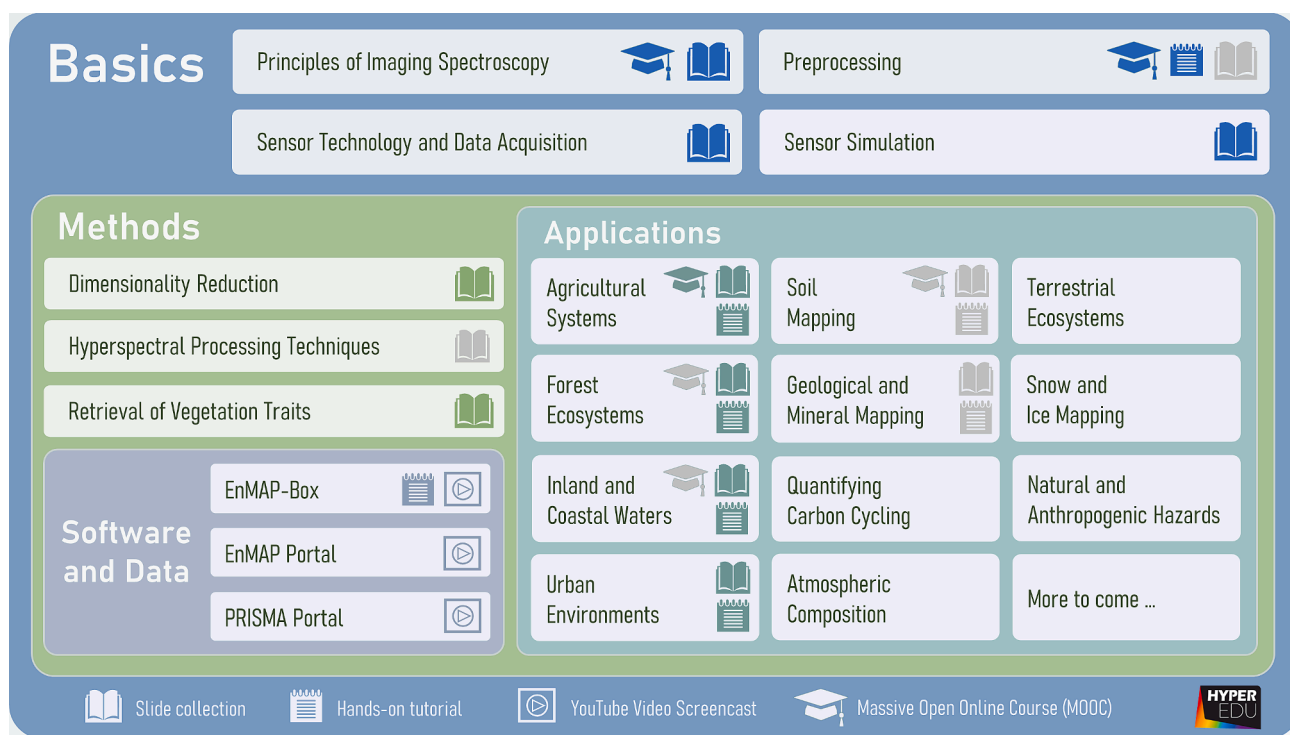 Basics
Principles of Imaging Spectroscopy
Preprocessing
Sensor Technology and Data Acquisition
Sensor Simulation
Methods
Dimensionality Reduction
Hyperspectral Processing Techniques
Retrieval of Vegetation Traits
Software
and Data
EnMAP-Box
EnMAP Portal
PRISMA Portal
Applications
Agricultural
Systems
Soil
Mapping
Terrestrial
Ecosystems
Forest
Ecosystems
Geological and
Mineral Mapping
Snow and
Ice Mapping
Inland and
Coastal Waters
Quantifying
Carbon Cycling
Natural and
Anthropogenic Hazards
Urban
Environments
Atmospheric
Composition
More to come ...
Slide collection
Hands-on tutorial
YouTube Video Screencast
Massive Open Online Course (MOOC)
HYPER
EDU